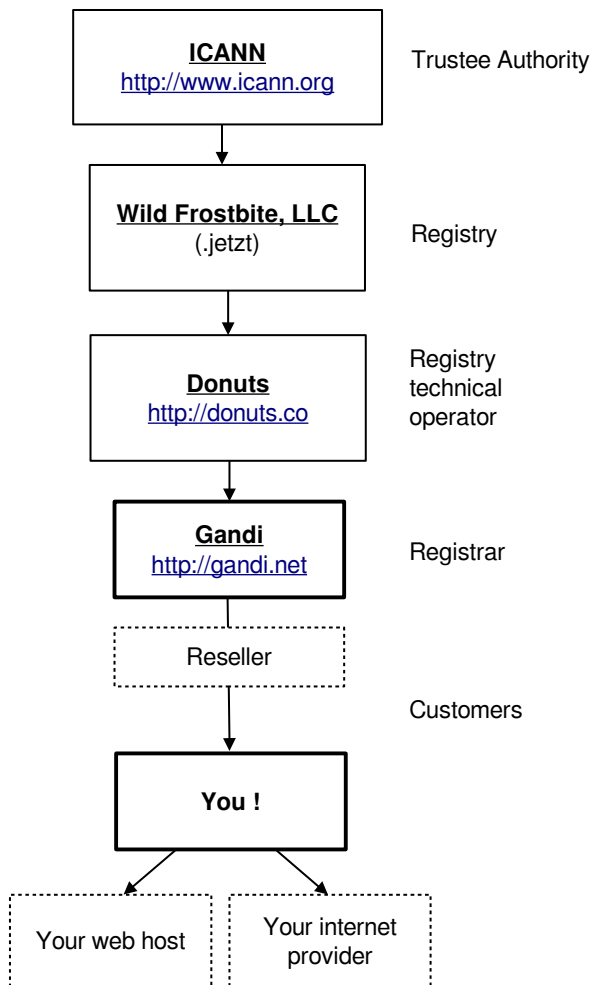 ICANN
http://www.icann.org
Trustee Authority
Wild Frostbite, LLC
(.jetzt)
Registry
Donuts
http://donuts.co
Registry
technical
operator
Gandi
http://gandi.net
Registrar
Reseller
Customers
You !
Your web host
Your internet
provider